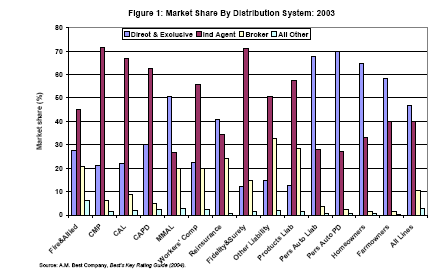 Figure 1: Market Share By Distribution System: 2003
Direct & Exclusive Ind Agent Broker All Other
Market share (%)
80
70
60
50
40
30
20
10
0
Fire&Allied
CMP
CAL
CAPD
MMAL
Workers' Comp
Reinsurance
Fidelity&Surety
Other Liability
Products Liab
Pers Auto Liab
Pers Auto PD
Homeowners
Farmowners
All Lines
Source: A.M. Best Company, Best's Key Rating Guide (2004).